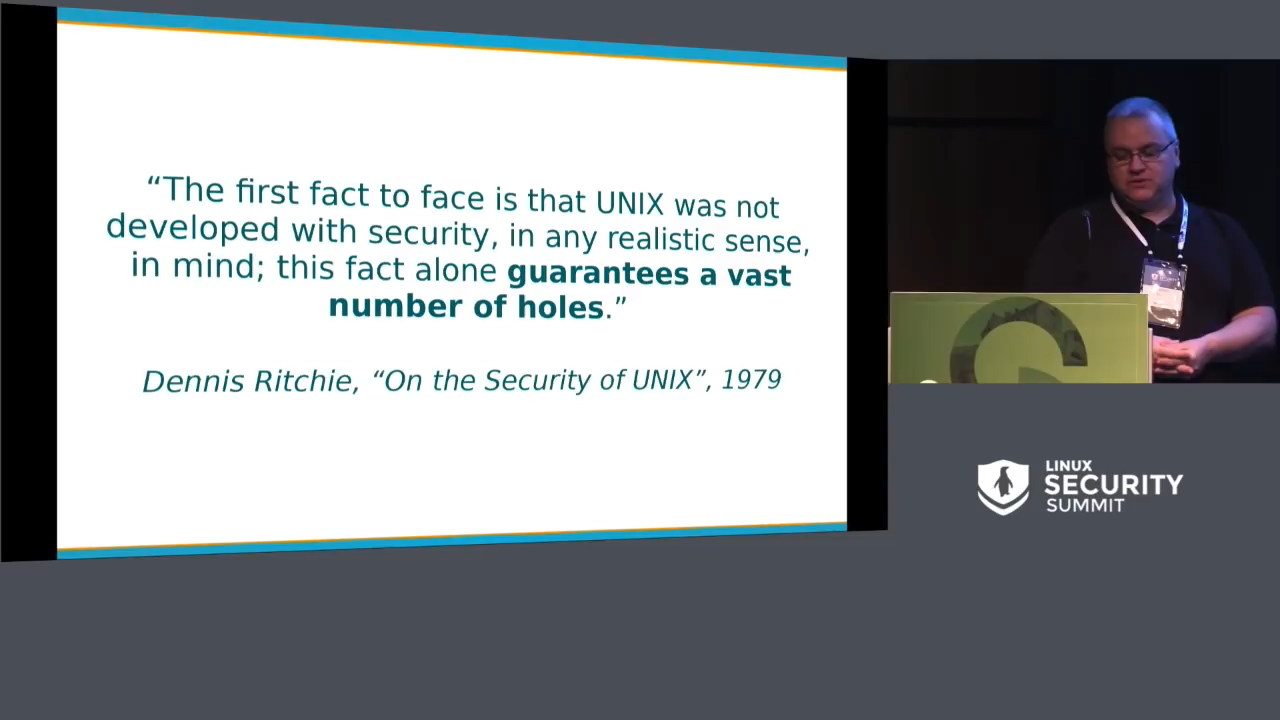 “The first fact to face is that UNIX was not
developed with security, in any realistic sense,
in mind; this fact alone guarantees a vast
number of holes.”
Dennis Ritchie, “On the Security of UNIX”, 1979
LINUX
SECURITY
SUMMIT